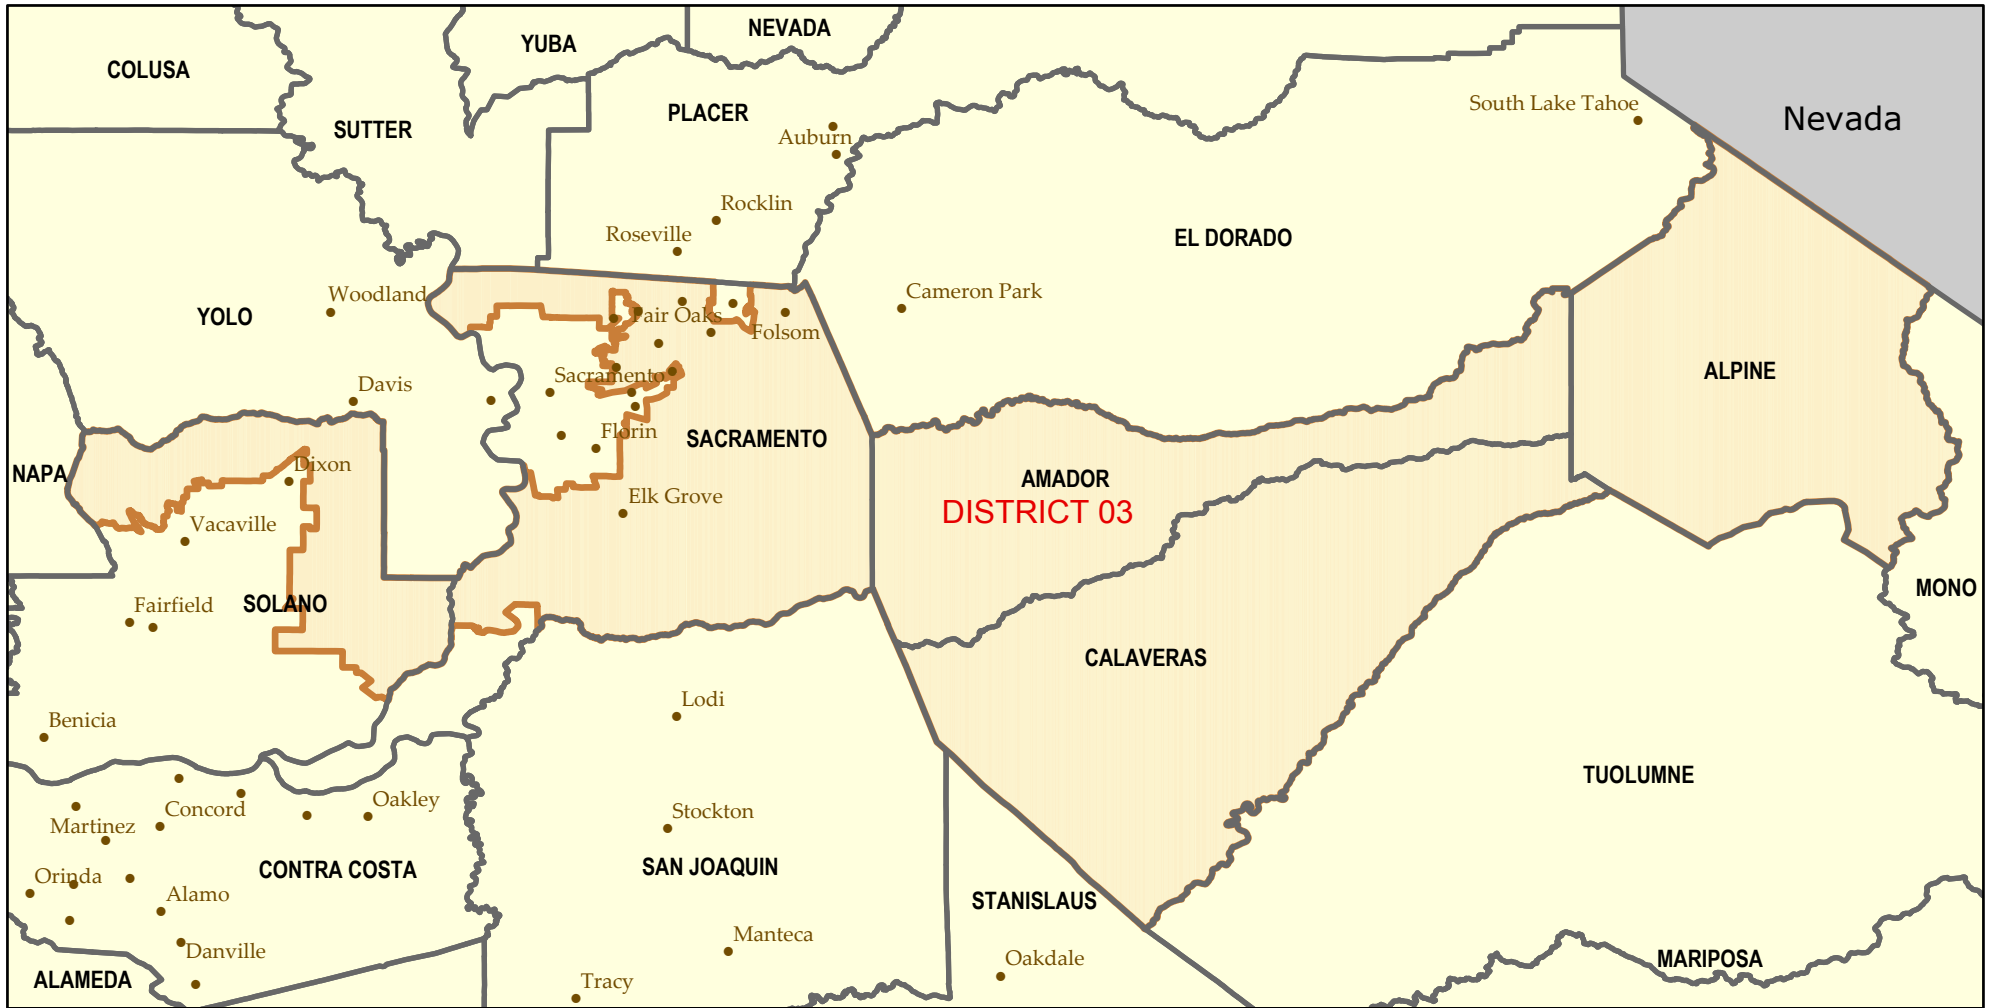 NEVADA
YUBA
COLUSA
PLACER
SUTTER
South Lake Tahoe
Nevada
Auburn
Rocklin
Roseville
EL DORADO
Woodland
Cameron Park
YOLO
Fair Oaks
Folsom
ALPINE
Sacramento
Davis
Florin
SACRAMENTO
NAPA
Dixon
AMADOR
DISTRICT 03
Elk Grove
Vacaville
MONO
Fairfield
SOLANO
CALAVERAS
Lodi
Benicia
TUOLUMNE
Oakley
Concord
Stockton
Martinez
CONTRA COSTA
SAN JOAQUIN
Orinda
Alamo
STANISLAUS
Manteca
Danville
Oakdale
MARIPOSA
ALAMEDA
Tracy